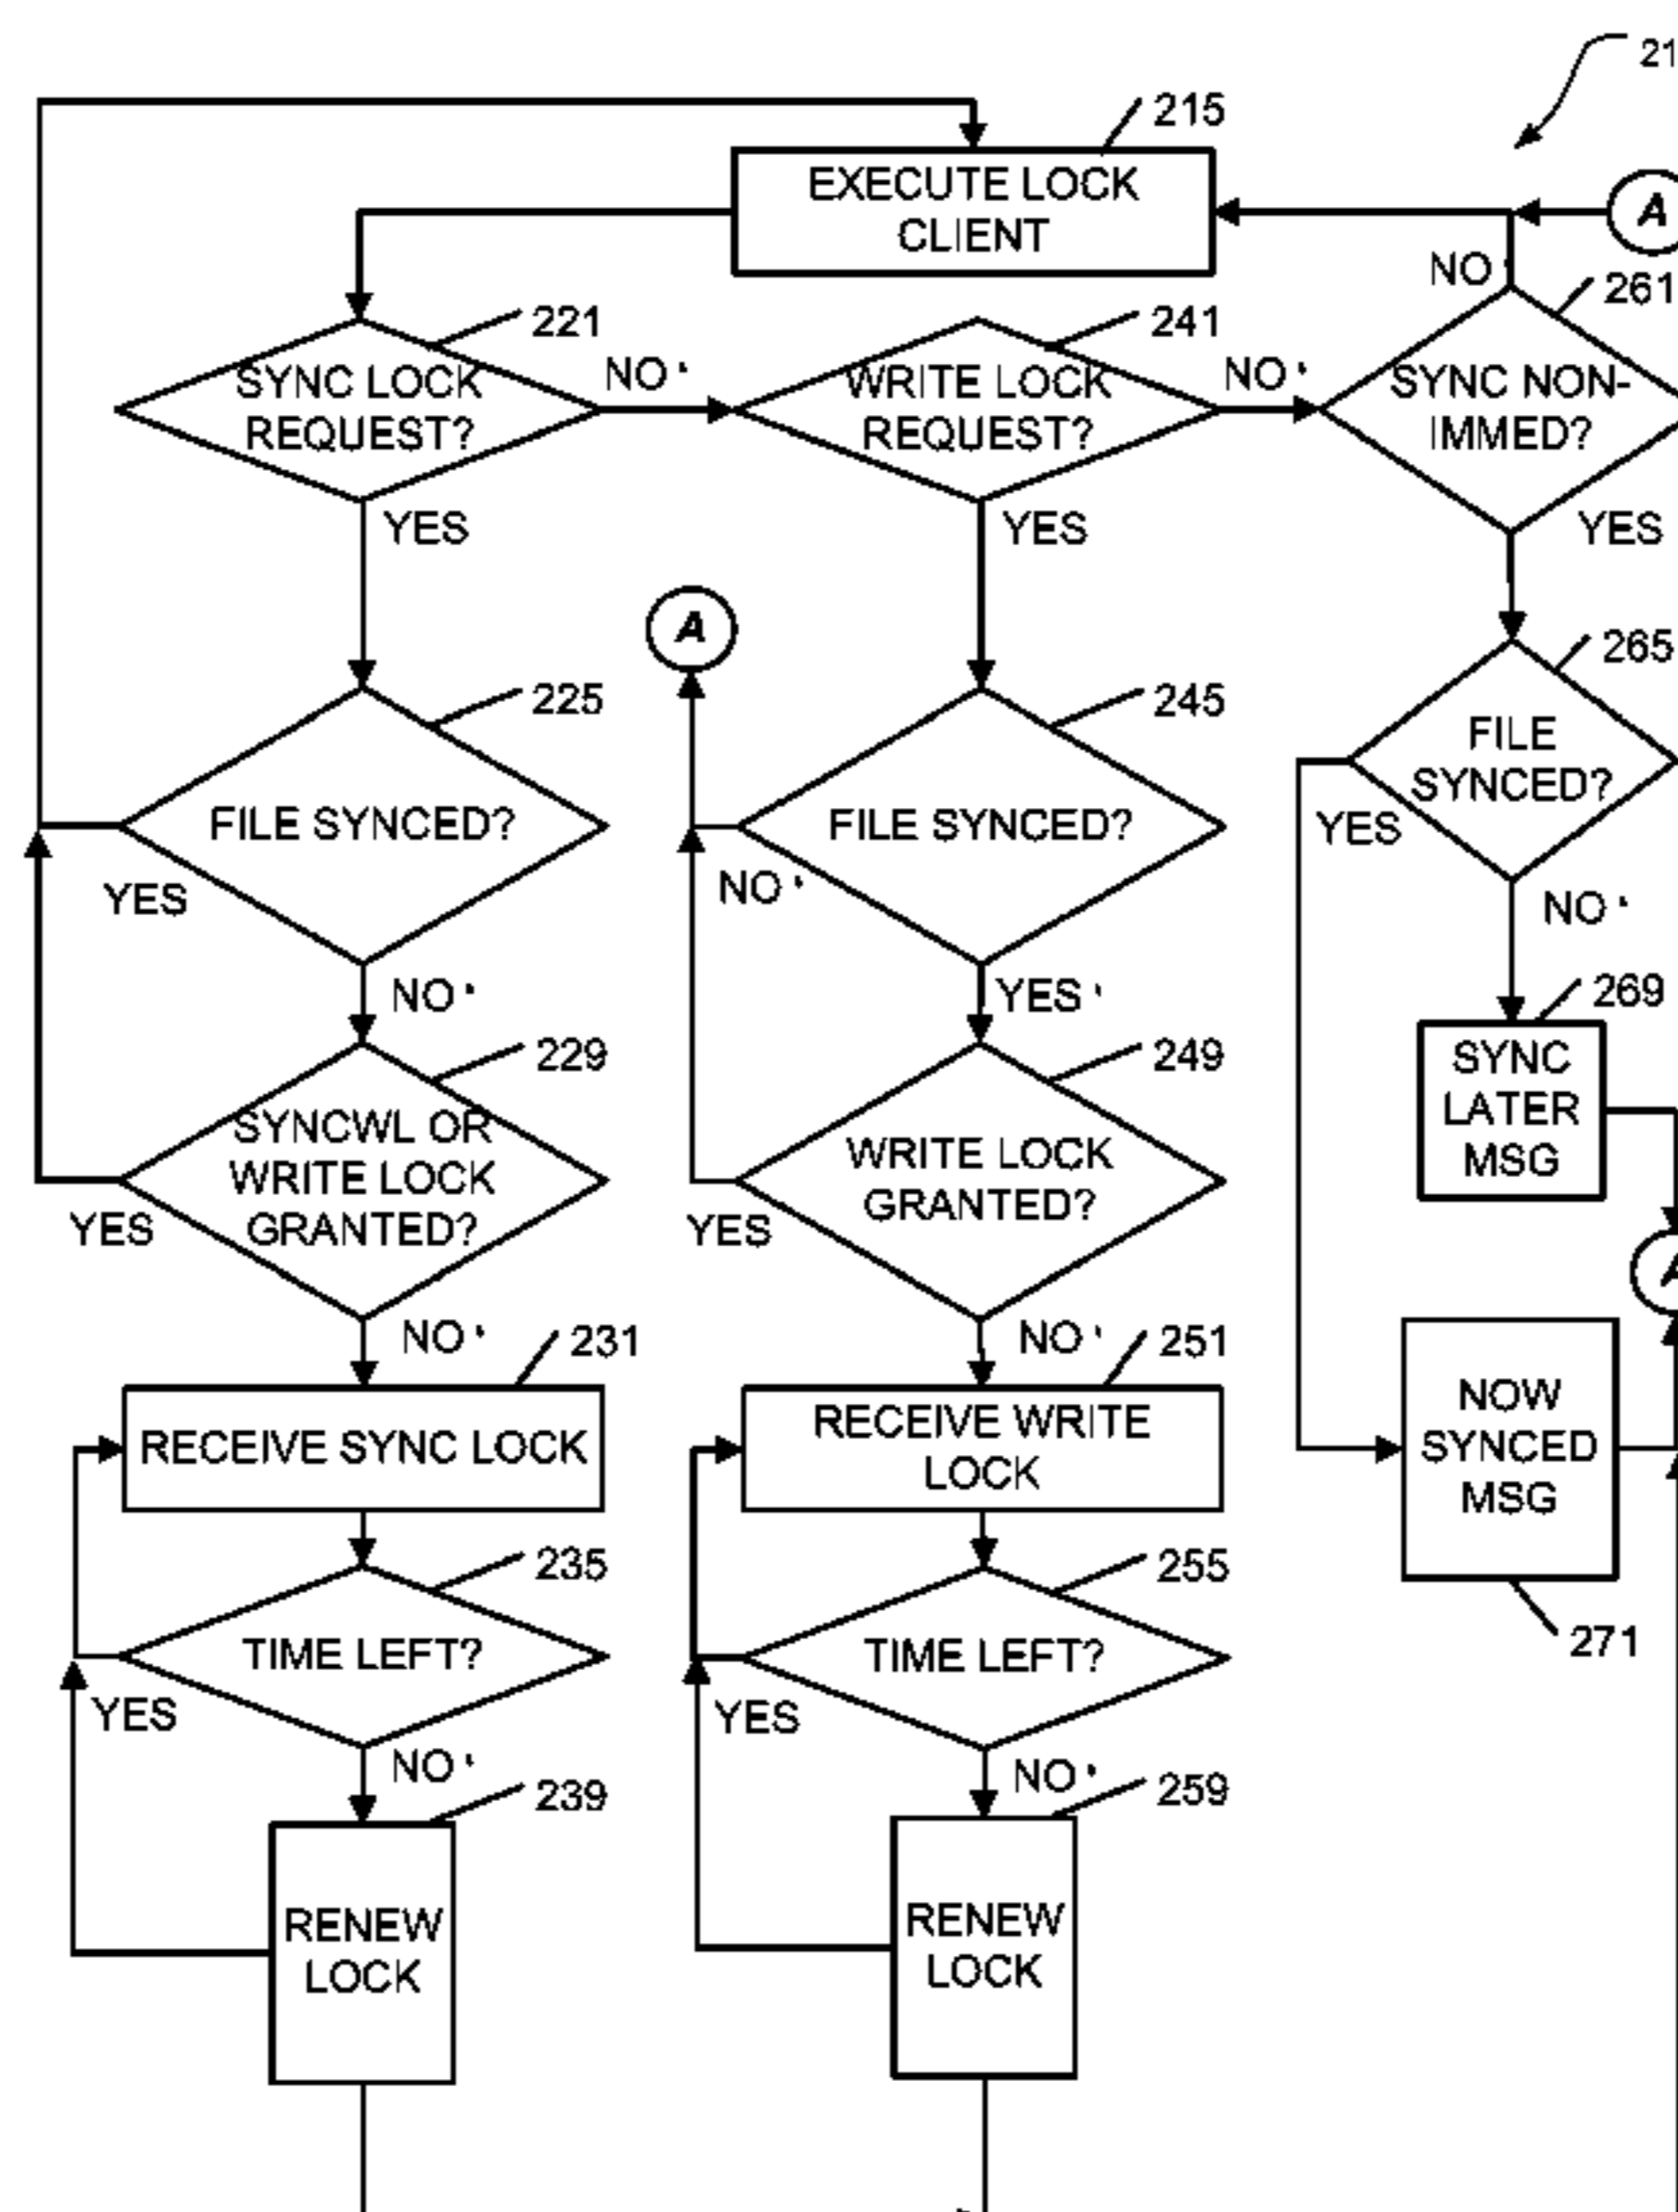 21
215
EXECUTE LOCK
CLIENT
A
NO
261
221
241
SYNC LOCK
REQUEST?
NO
WRITE LOCK
REQUEST?
NO
SYNC NON-
IMMED?
YES
YES
YES
A
265
225
245
FILE
SYNCED?
FILE SYNCED?
FILE SYNCED?
YES
YES
NO
NO
NO
YES
269
229
249
SYNC
LATER
MSG
SYNCWL OR
WRITE LOCK
GRANTED?
WRITE LOCK
GRANTED?
YES
YES
A
NO
231
NO
251
RECEIVE SYNC LOCK
RECEIVE WRITE
LOCK
NOW
SYNCED
MSG
235
255
271
TIME LEFT?
TIME LEFT?
YES
YES
NO
239
NO
259
RENEW
LOCK
RENEW
LOCK